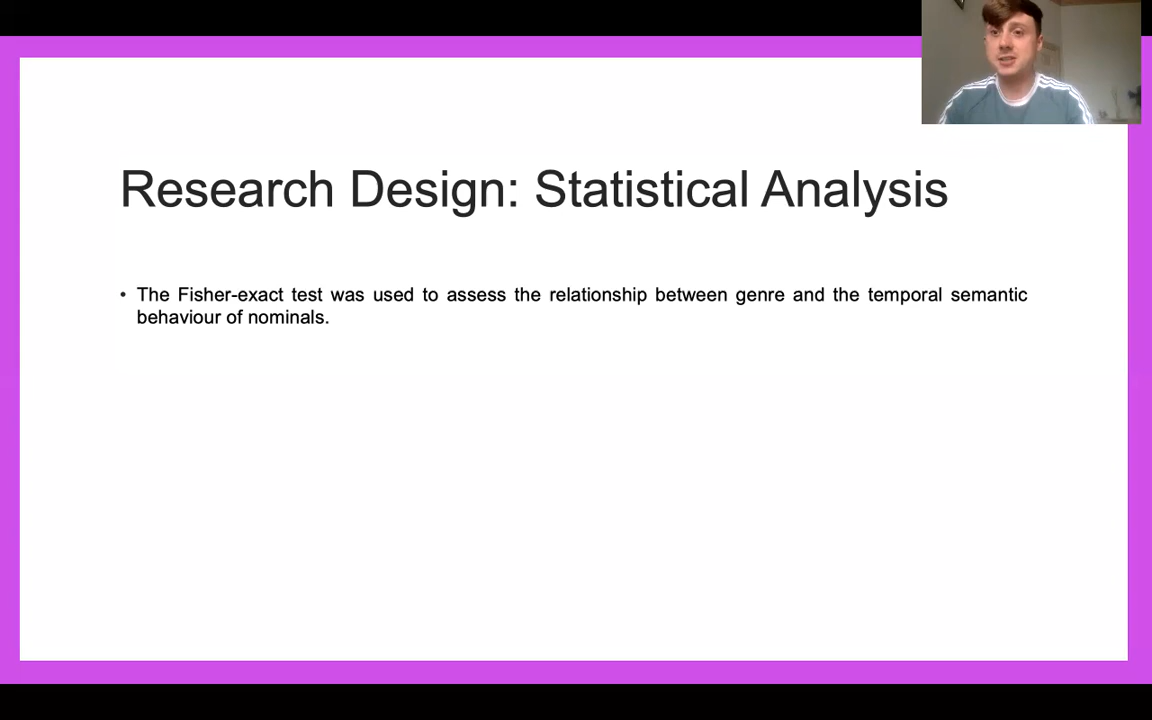 Research Design: Statistical Analysis
• The Fisher-exact test was used to assess the relationship between genre and the temporal semantic
behaviour of nominals.